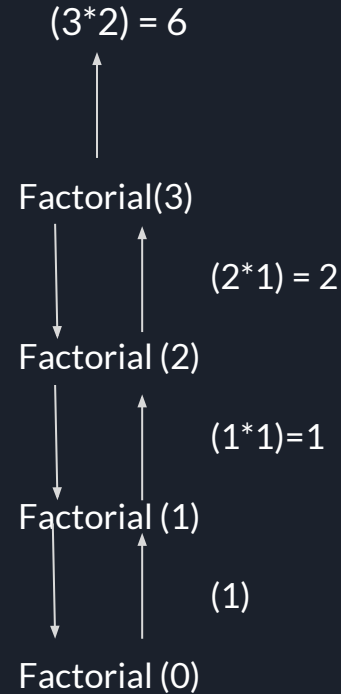 (3*2) = 6
Factorial(3)
(2*1) = 2
Factorial (2)
(1*1)=1
Factorial (1)
(1)
Factorial (0)